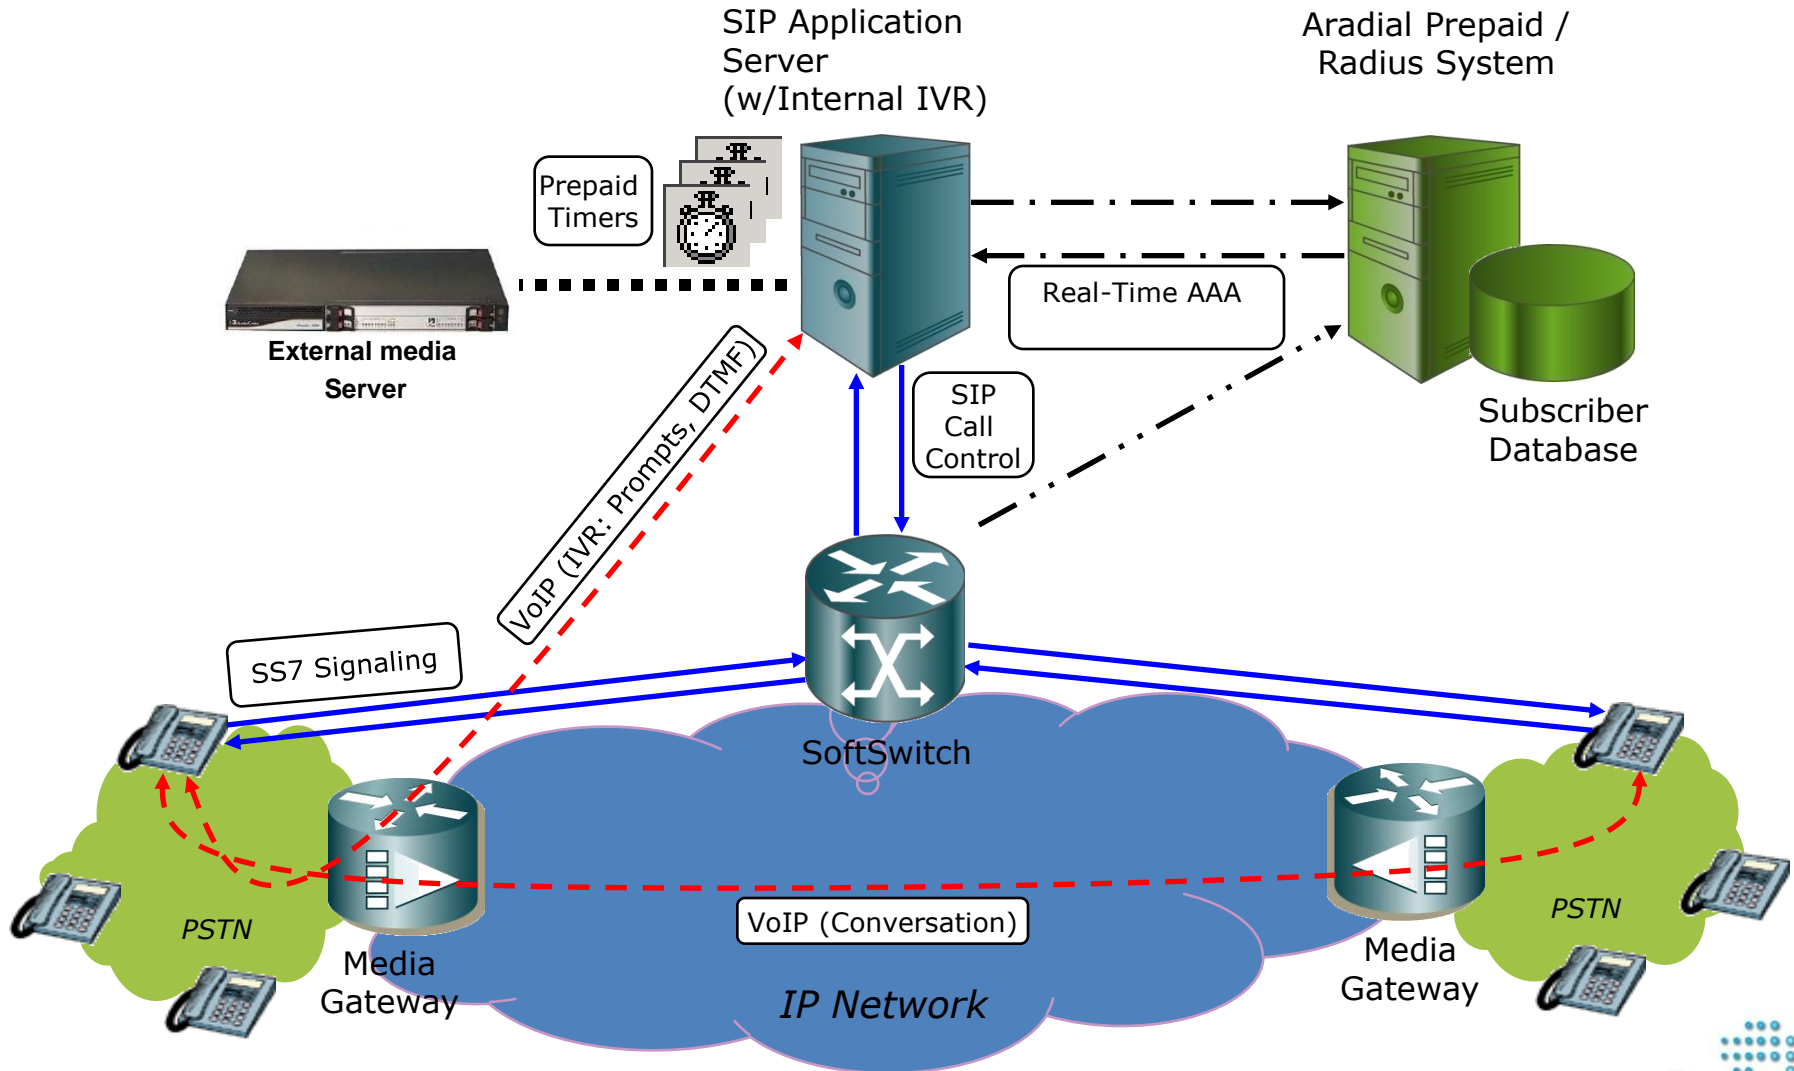 SIP Application
Server
(w/Internal IVR)
Aradial Prepaid /
Radius System
Prepaid
Timers
Real-Time AAA
External media
Server
SIP
Call
Control
Subscriber
Database
VoIP (IVR: Prompts, DTMF)
SS7 Signaling
SoftSwitch
PSTN
PSTN
VoIP (Conversation)
Media
Gateway
Media
Gateway
IP Network